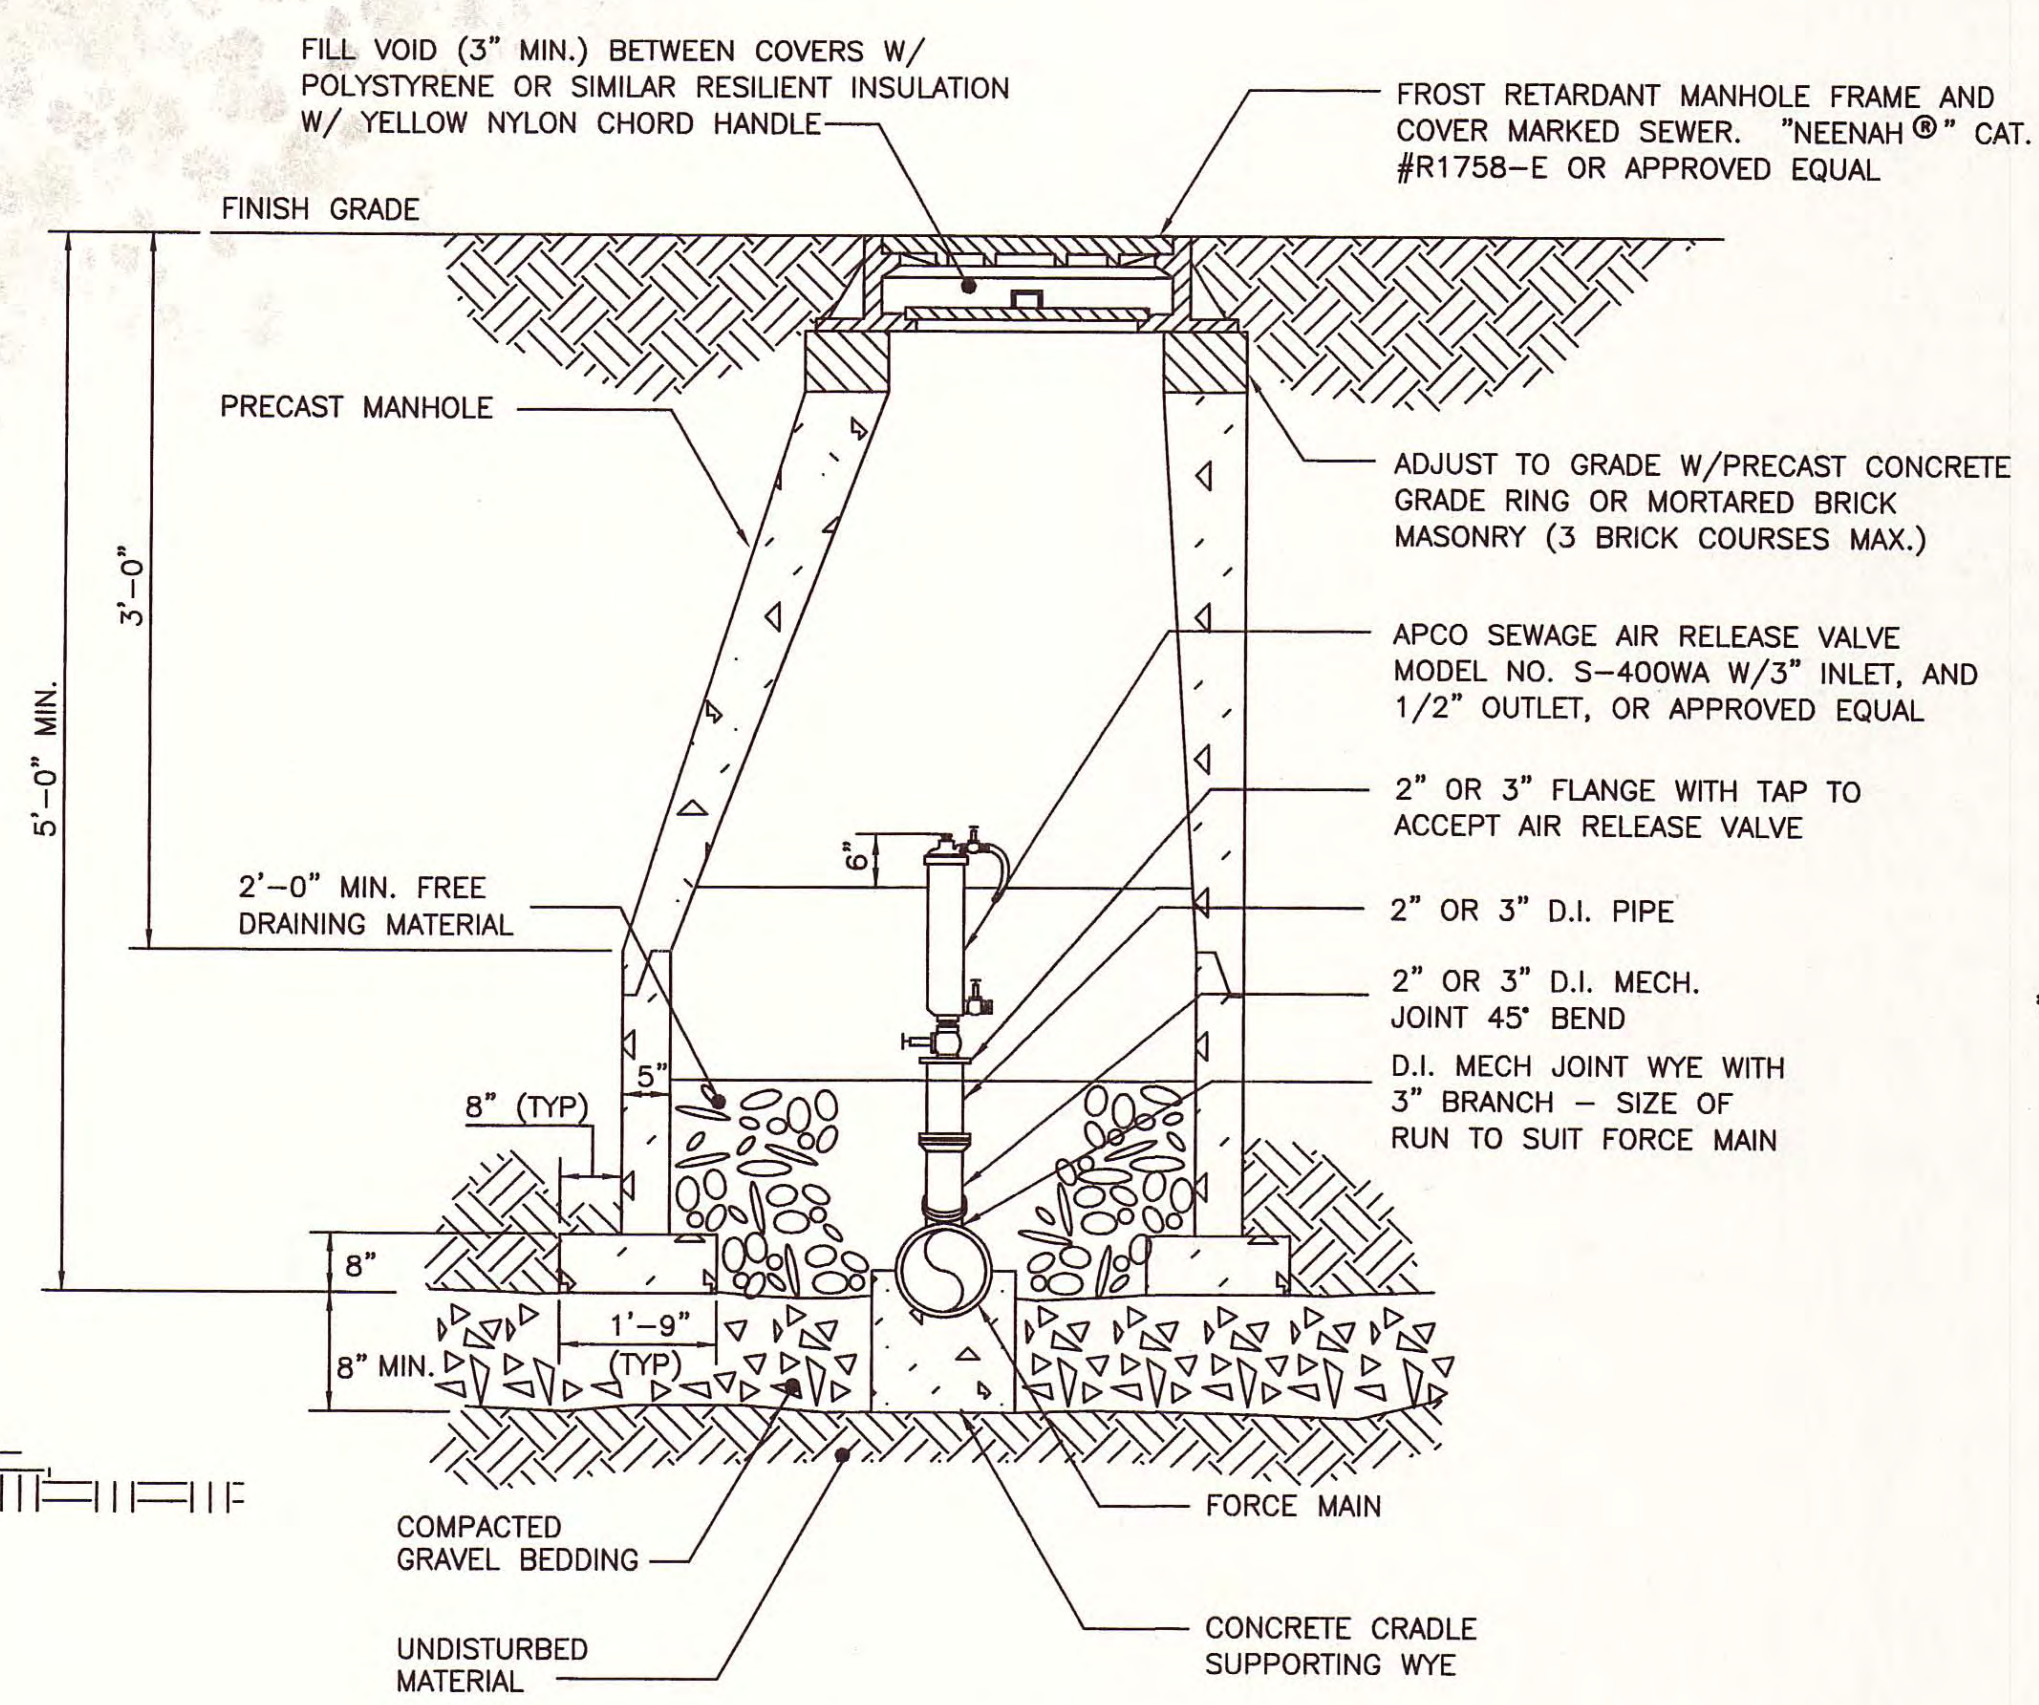 FILL VOID (3" MIN.) BETWEEN COVERS W/
POLYSTYRENE OR SIMILAR RESILIENT INSULATION
W/ YELLOW NYLON CHORD HANDLE
FROST RETARDANT MANHOLE FRAME AND
COVER MARKED SEWER. "NEENAH®" CAT.
#R1758-E OR APPROVED EQUAL
FINISH GRADE
PRECAST MANHOLE
ADJUST TO GRADE W/PRECAST CONCRETE
GRADE RING OR MORTARED BRICK
MASONRY (3 BRICK COURSES MAX.)
3'-0"
5'-0" MIN.
APCO SEWAGE AIR RELEASE VALVE
MODEL NO. S-400WA W/3" INLET, AND
1/2" OUTLET, OR APPROVED EQUAL
2" OR 3" FLANGE WITH TAP TO
ACCEPT AIR RELEASE VALVE
6"
2'-0" MIN. FREE
DRAINING MATERIAL
2" OR 3" D.I. PIPE
2" OR 3" D.I. MECH.
JOINT 45° BEND
D.I. MECH JOINT WYE WITH
3" BRANCH - SIZE OF
RUN TO SUIT FORCE MAIN
5"
8" (TYP)
8"
1'-9"
(TYP)
8" MIN.
FORCE MAIN
COMPACTED
GRAVEL BEDDING
CONCRETE CRADLE
SUPPORTING WYE
UNDISTURBED
MATERIAL